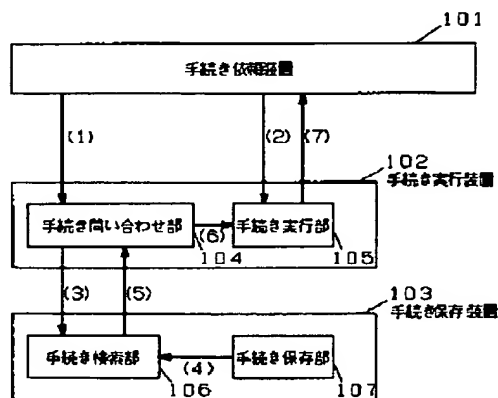 101
手続き依頼装置
(1)
(2)
(7)
102
手続き実行装置
手続き問い合わせ部
(6)
手続き実行部
104
105
(3)
(5)
103
手続き保存装置
手続き検索部
(4)
手続き保存部
106
107